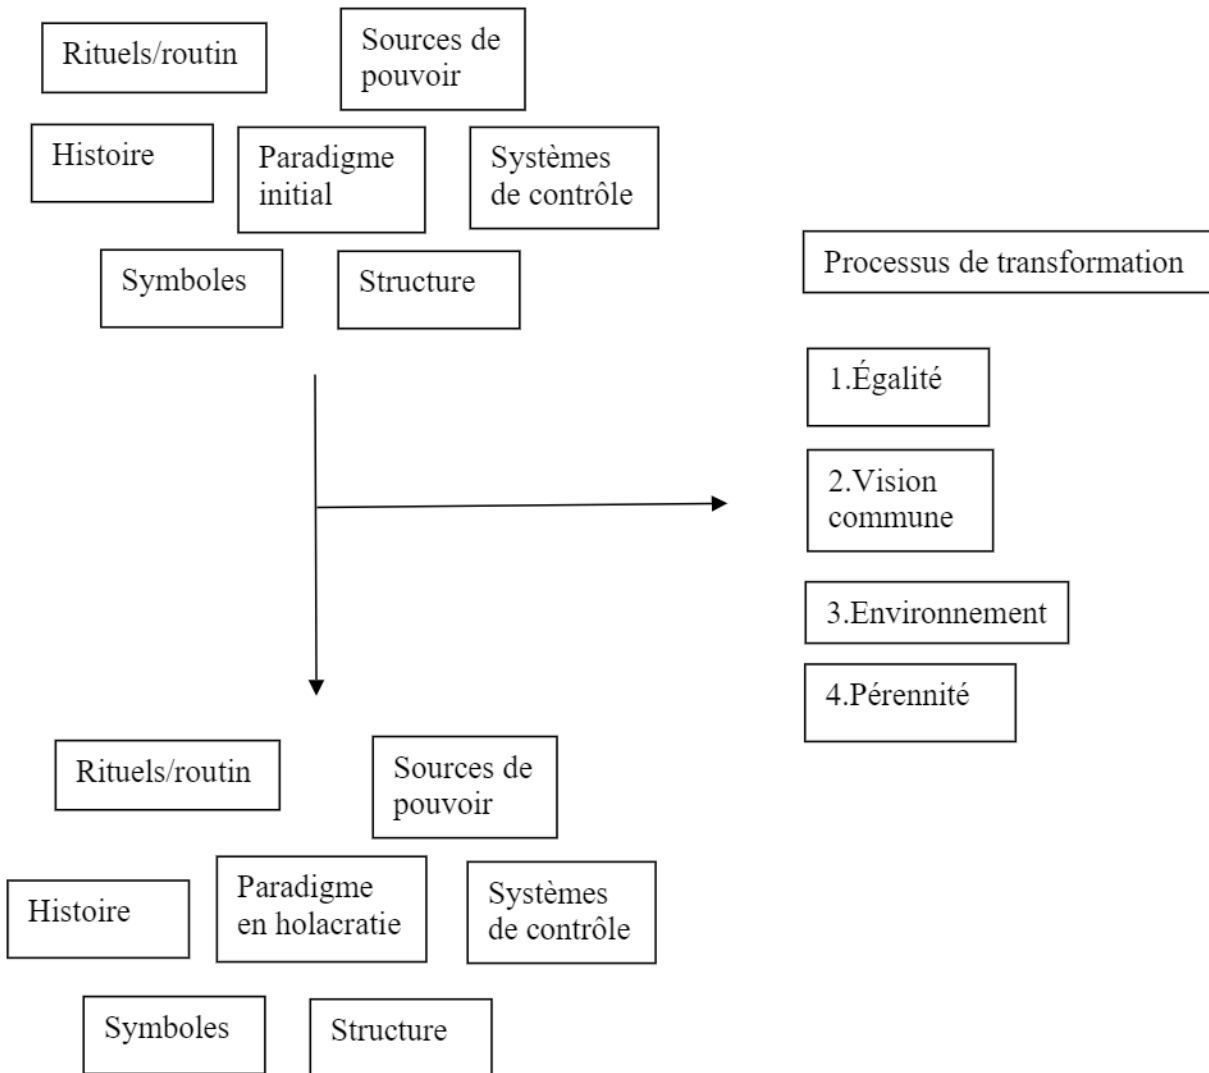 Rituels/routin
Sources de
pouvoir
Histoire
Paradigme
initial
Systèmes
de contrôle
Symboles
Structure
Processus de transformation
1.Égalité
2.Vision
commune
3.Environnement
4.Pérennité
Rituels/routin
Sources de
pouvoir
Histoire
Paradigme
en holacratie
Systèmes
de contrôle
Symboles
Structure